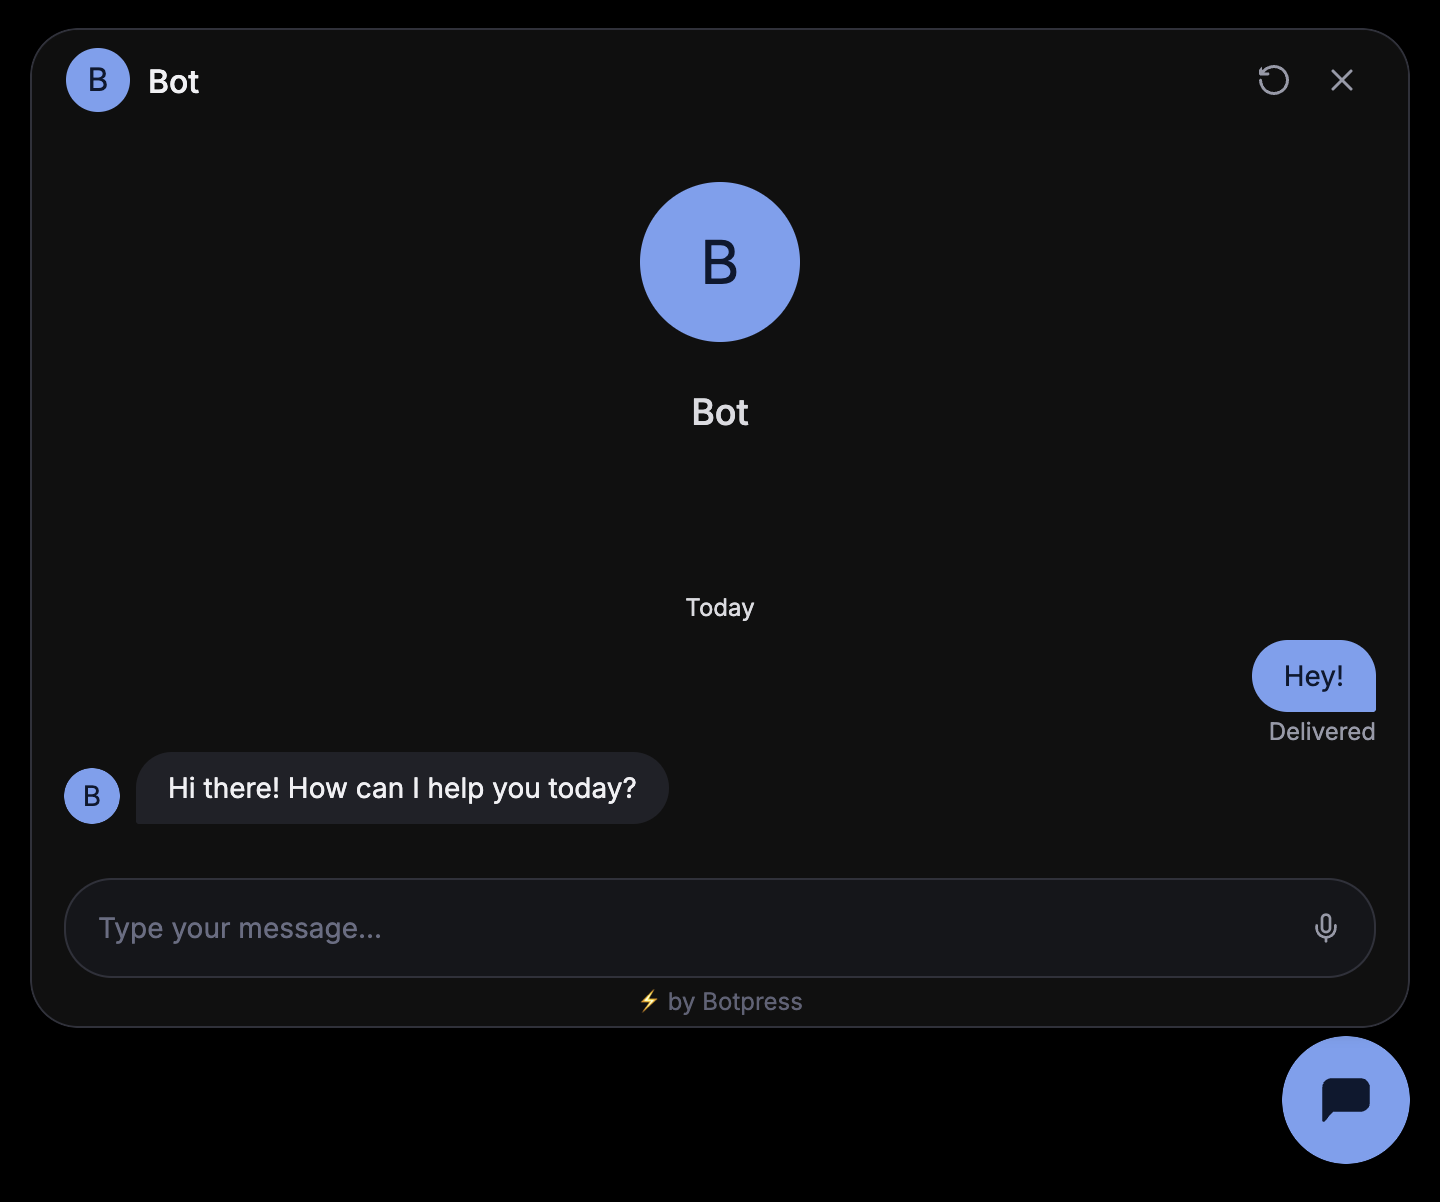 B Bot
B
Bot
Today
Hey!
Delivered
B Hi there! How can I help you today?
Type your message...
⚡ by Botpress